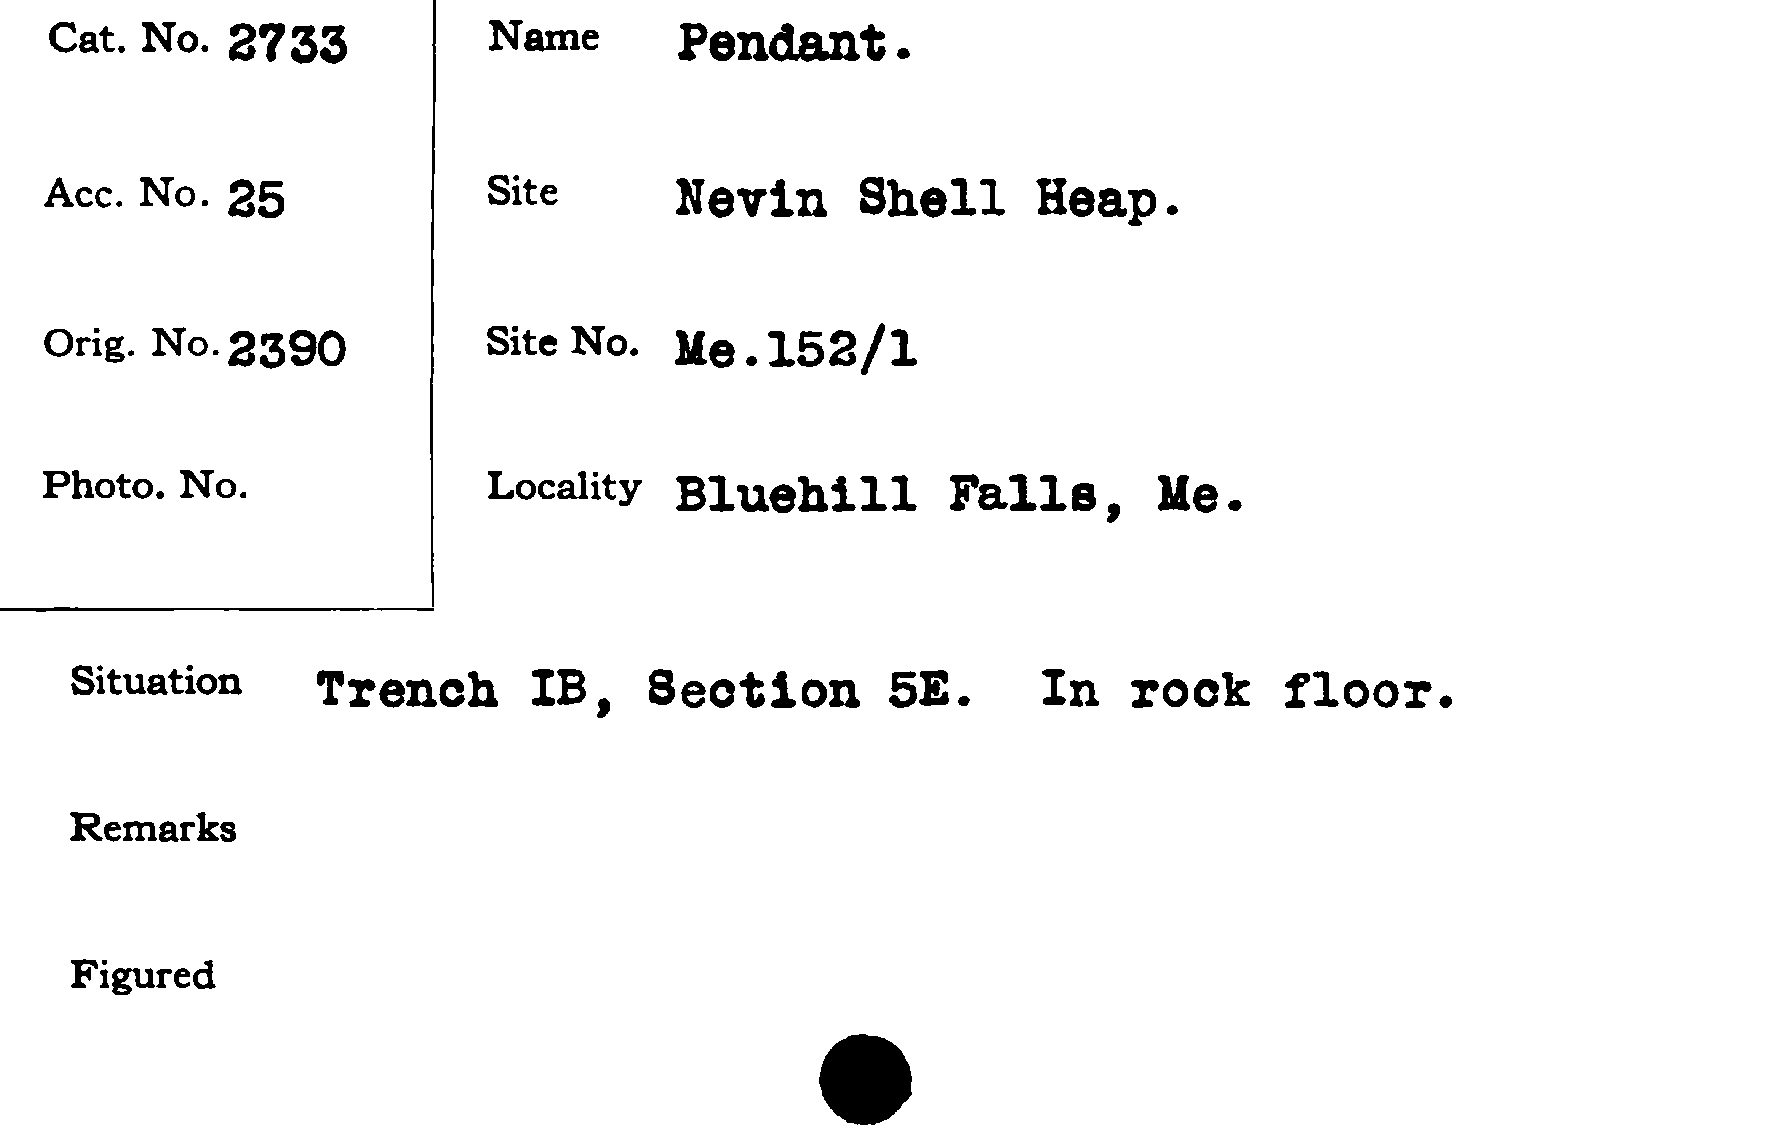 Cat. No. 2733
Acc. No. 25
Orig. No. 2390
Photo. No.
Name Pendant.
Site Nevin Shell Heap.
Site No. Me.152/1
Locality Bluehill Falls, Me.
Situation Trench IB, Section 5E. In rock floor.
Remarks
Figured